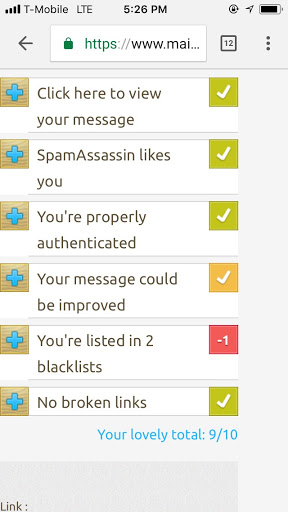 T-Mobile LTE 5:26 PM
https://www.mai... 12
Click here to view
your message
SpamAssassin likes
you
You're properly
authenticated
Your message could
be improved
You're listed in 2
blacklists
-1
No broken links
Your lovely total: 9/10
Link :